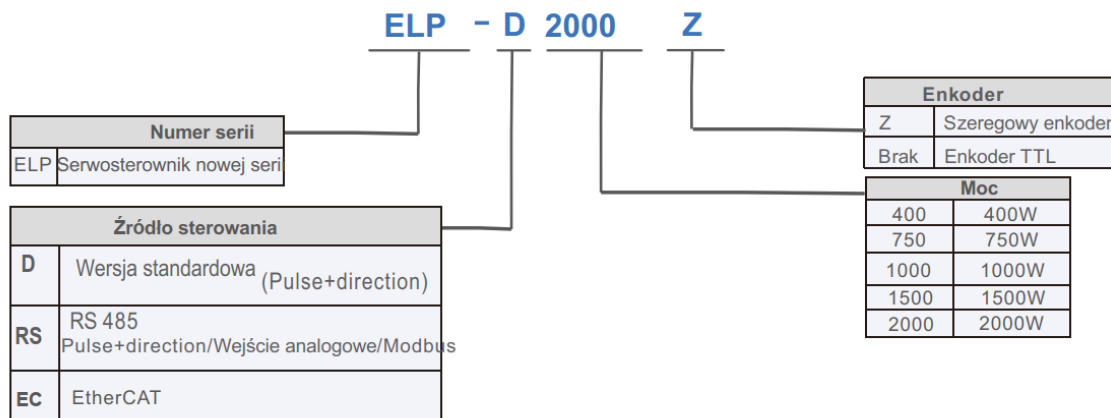 ELP - D 2000 Z
Numer serii
ELP Serwosterownik nowej serii
Źródło sterowania
D Wersja standardowa (Pulse+direction)
RS RS 485
Pulse+direction/Wejście analogowe/Modbus
EC EtherCAT
Enkoder
Z Szeregowy enkoder
Brak Enkoder TTL
Moc
400 400W
750 750W
1000 1000W
1500 1500W
2000 2000W